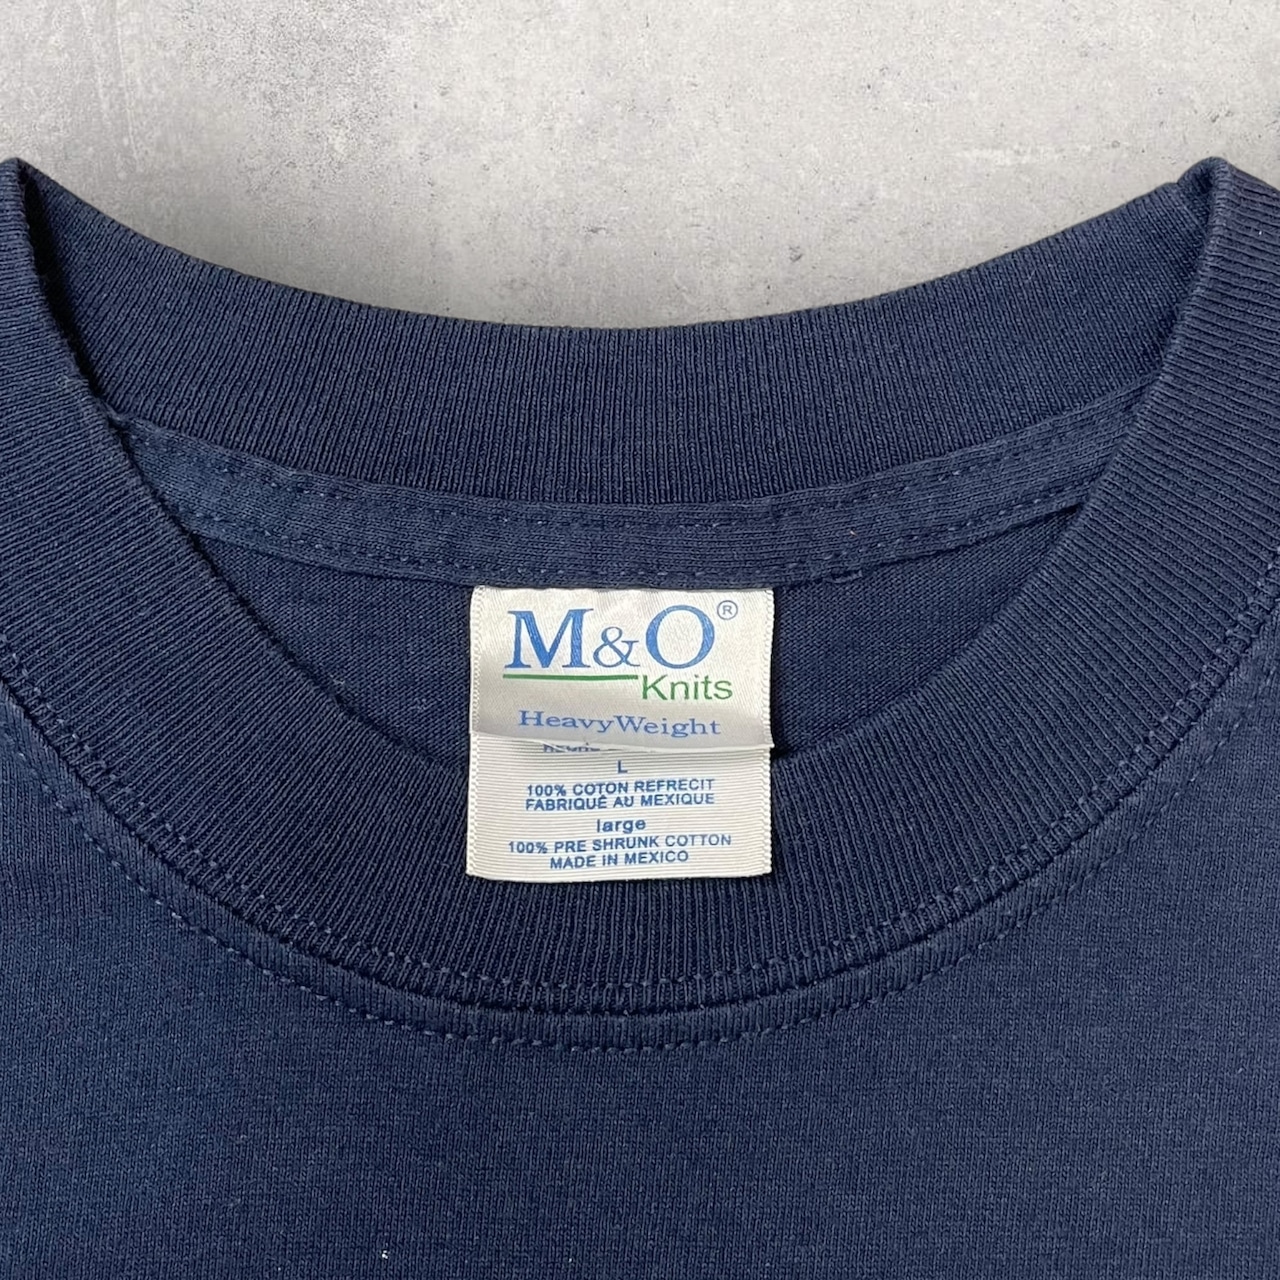 M&O®
Knits
HeavyWeight
L
100% COTON REFRECIT
FABRIQUÉ AU MEXIQUE
large
100% PRE SHRUNK COTTON
MADE IN MEXICO